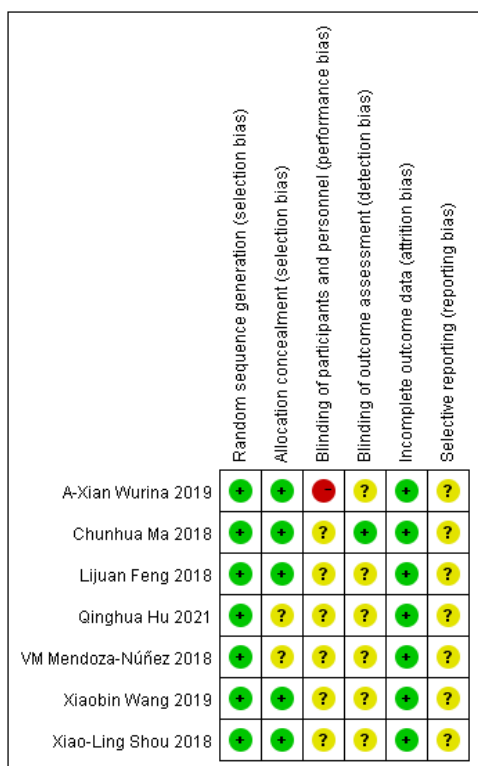 Random sequence generation (selection bias)
Allocation concealment (selection bias)
Blinding of participants and personnel (performance bias)
Blinding of outcome assessment (detection bias)
Incomplete outcome data (attrition bias)
Selective reporting (reporting bias)
A-Xian Wurina 2019 + + - ? + ?
Chunhua Ma 2018 + + ? + + ?
Lijuan Feng 2018 + + ? ? + ?
Qinghua Hu 2021 + ? ? ? + ?
VM Mendoza-Núñez 2018 + ? ? ? + ?
Xiaobin Wang 2019 + + ? ? + ?
Xiao-Ling Shou 2018 + + ? ? + ?